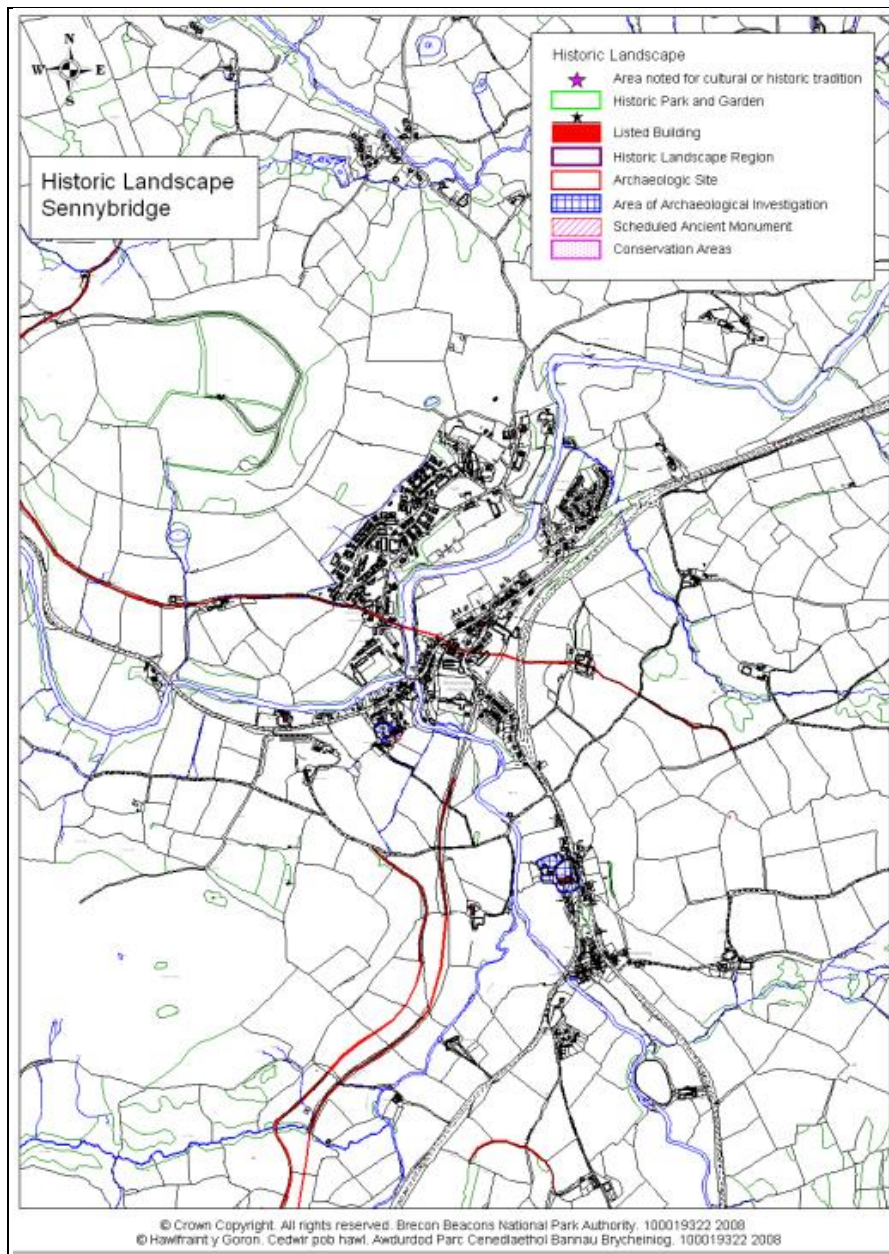 N
W E
S
Historic Landscape
Sennybridge
Historic Landscape
Area noted for cultural or historic tradition
Historic Park and Garden
Listed Building
Historic Landscape Region
Archaeologic Site
Area of Archaeological Investigation
Scheduled Ancient Monument
Conservation Areas
© Crown Copyright. All rights reserved. Brecon Beacons National Park Authority. 100019322 2008
© Hawlfraint y Goron. Cedwir pob hawl. Awdurdod Parc Cenedlaethol Bannau Brycheiniog. 100019322 2008